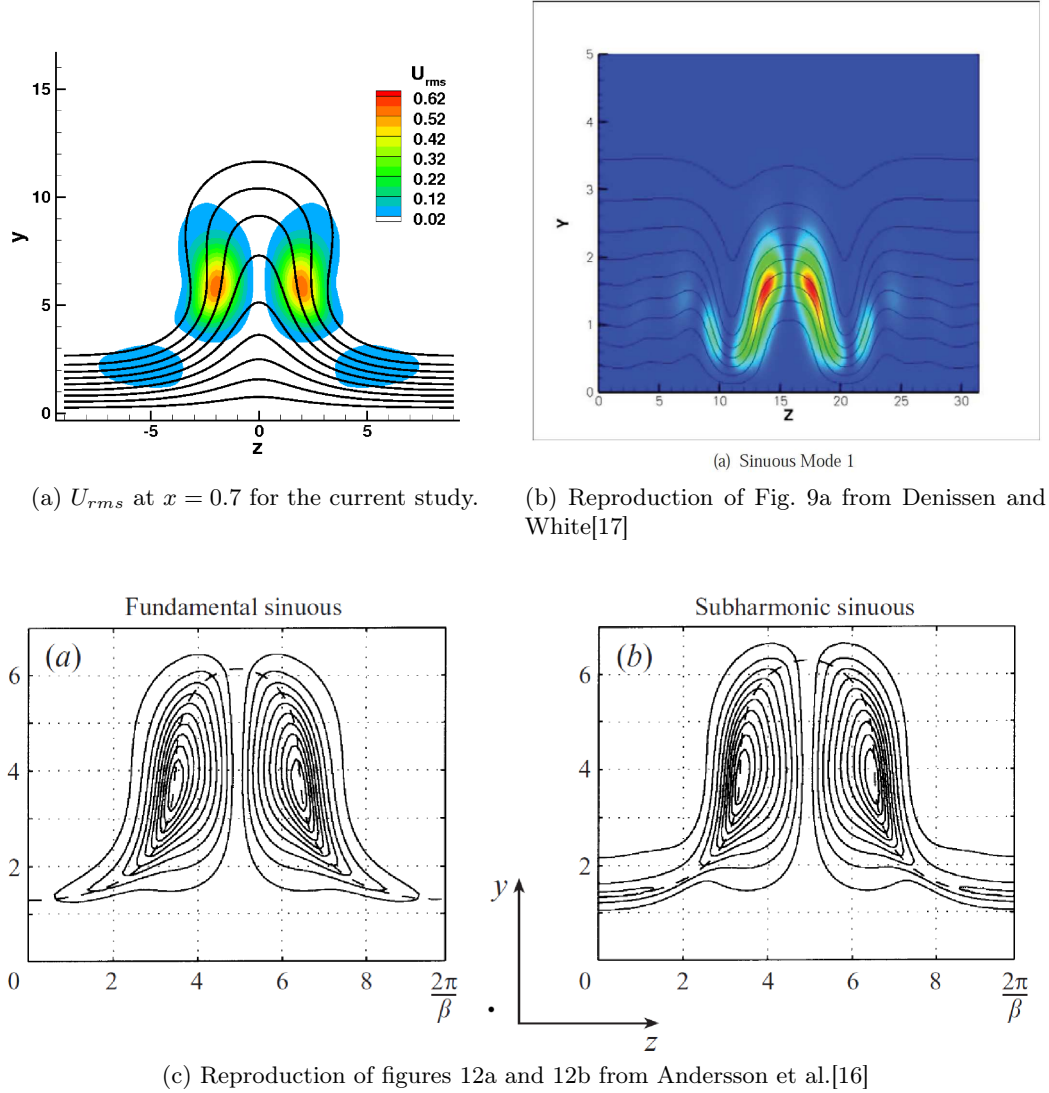 U_rms
0.62
0.52
0.42
0.32
0.22
0.12
0.02
y
15
10
5
0
-5 0 5
z
Y
5
4
3
2
1
0
0 5 10 15 20 25 30
Z
(a) Sinuous Mode 1
(a) U_rms at x = 0.7 for the current study.
(b) Reproduction of Fig. 9a from Denissen and
White[17]
Fundamental sinuous
(a)
6
4
2
0 2 4 6 8 2π/β
Subharmonic sinuous
(b)
6
4
2
0 2 4 6 8 2π/β
y
z
(c) Reproduction of figures 12a and 12b from Andersson et al.[16]